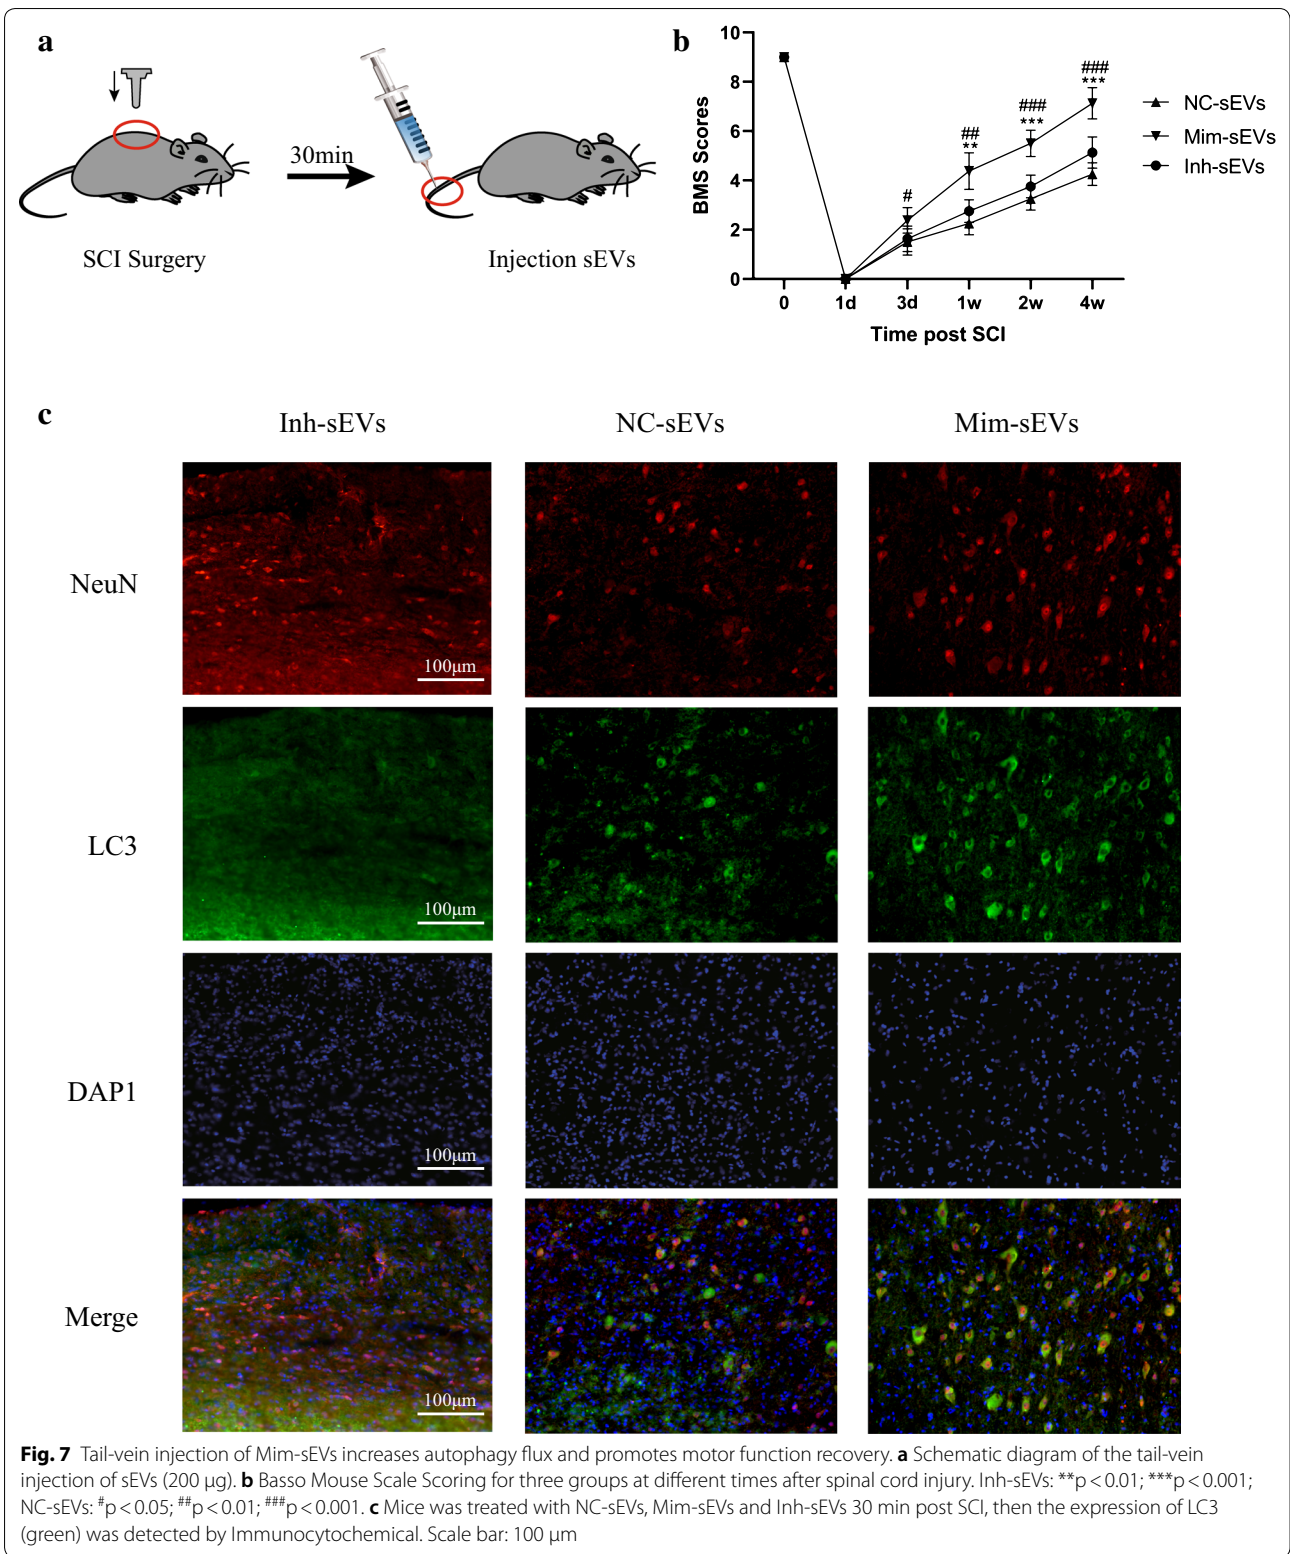 a
SCI Surgery
30min
Injection sEVs
b
BMS Scores
10
8
6
4
2
0
0 1d 3d 1w 2w 4w
Time post SCI
#
##
**
###
***
###
***
NC-sEVs
Mim-sEVs
Inh-sEVs
c
Inh-sEVs NC-sEVs Mim-sEVs
NeuN
100μm
LC3
100μm
DAP1
100μm
Merge
100μm
Fig. 7 Tail-vein injection of Mim-sEVs increases autophagy flux and promotes motor function recovery. a Schematic diagram of the tail-vein
injection of sEVs (200 μg). b Basso Mouse Scale Scoring for three groups at different times after spinal cord injury. Inh-sEVs: **p < 0.01; ***p < 0.001;
NC-sEVs: #p < 0.05; ##p < 0.01; ###p < 0.001. c Mice was treated with NC-sEVs, Mim-sEVs and Inh-sEVs 30 min post SCI, then the expression of LC3
(green) was detected by Immunocytochemical. Scale bar: 100 μm